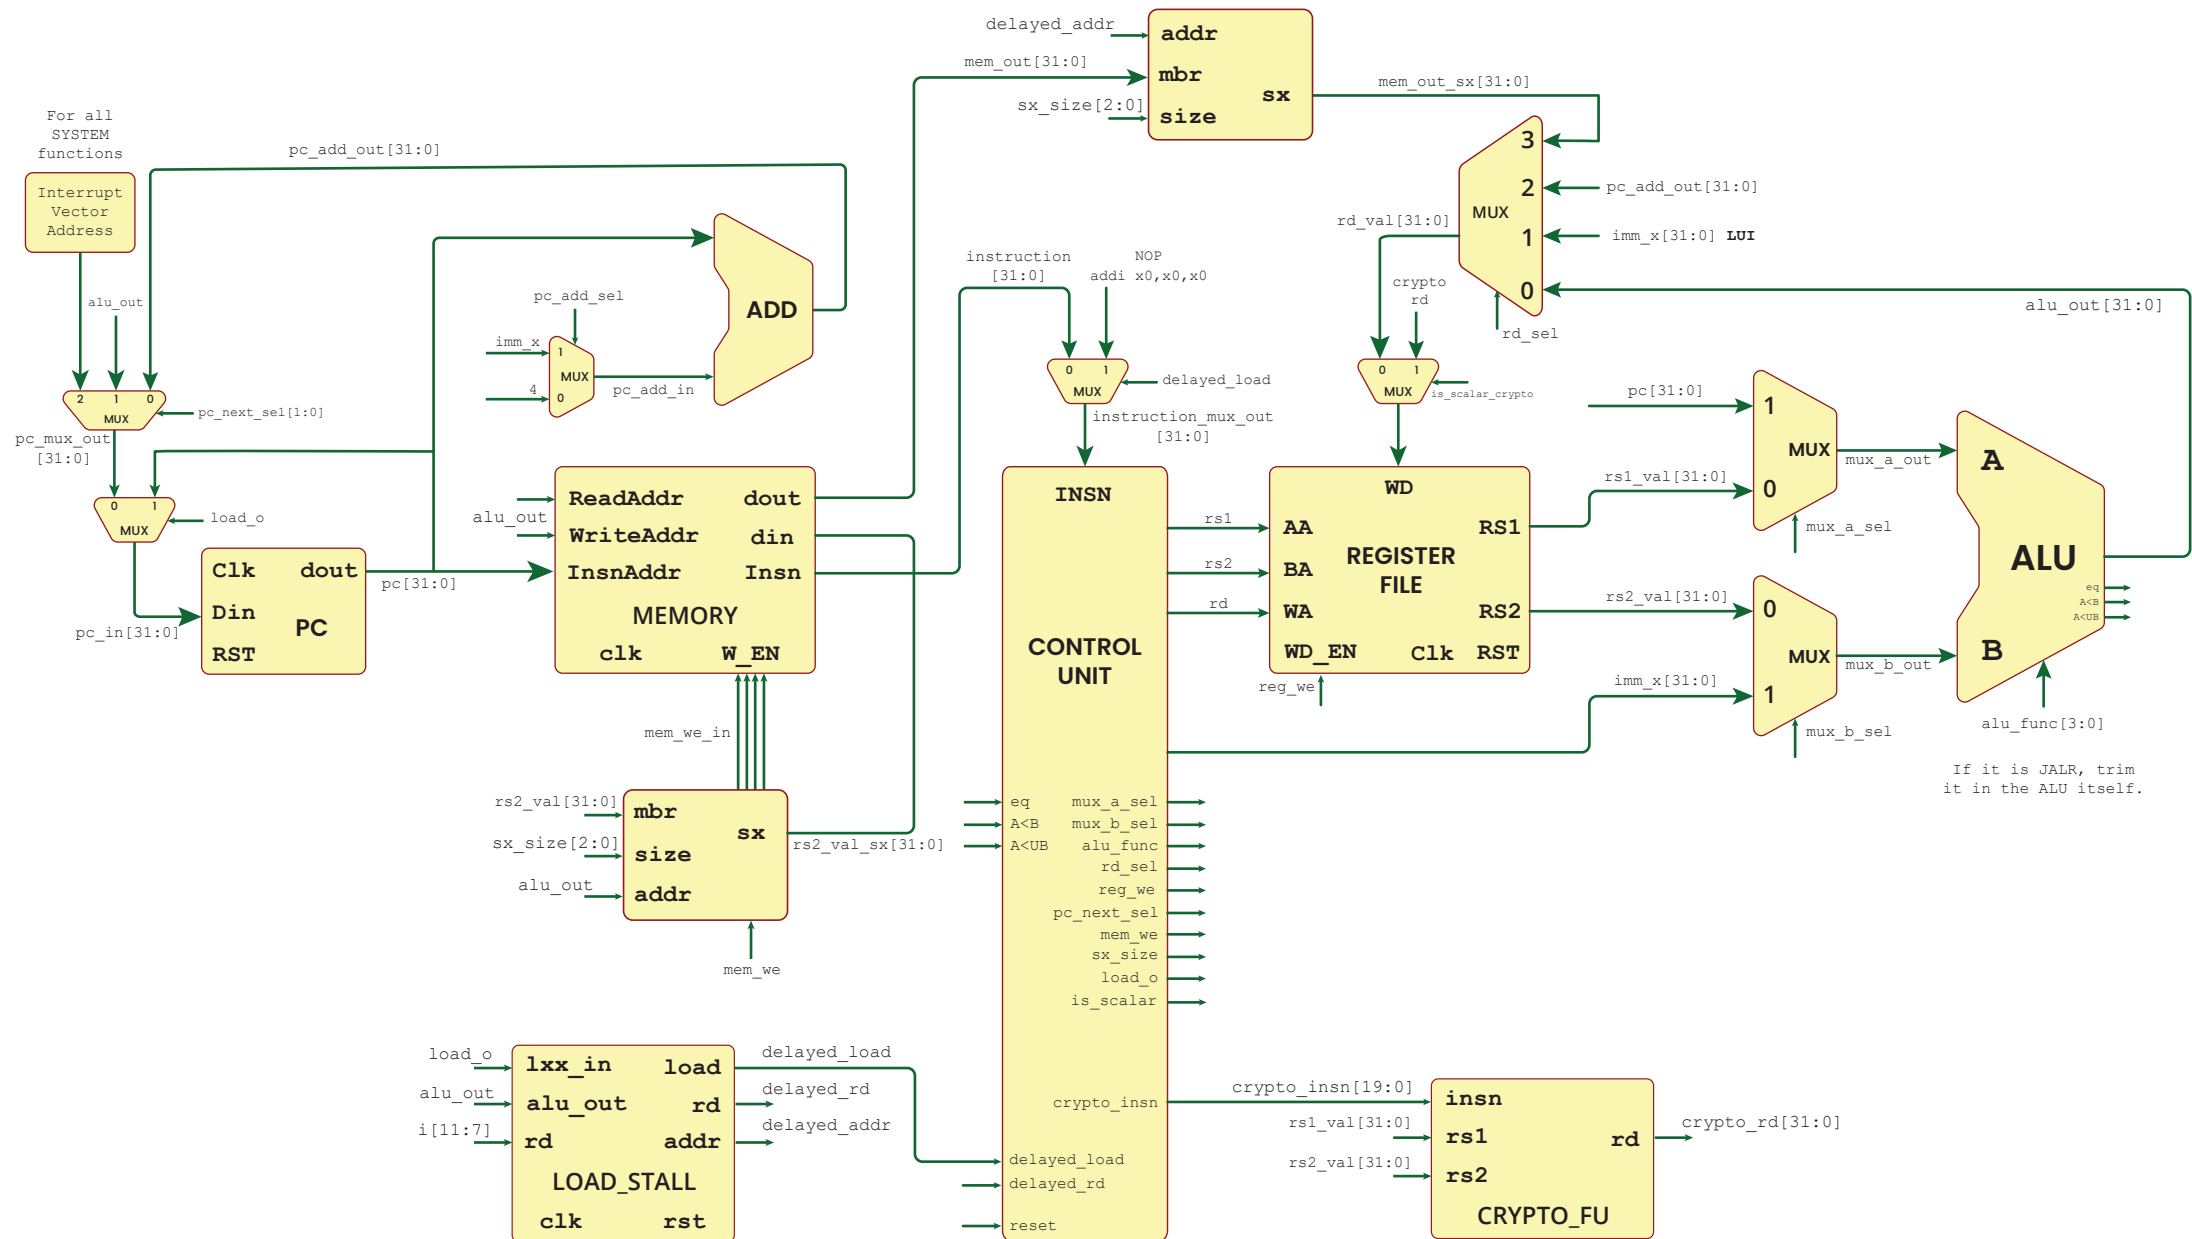 delayed_addr
addr
mem_out[31:0]
mbr
sx_size[2:0]
size
sx
mem_out_sx[31:0]
For all
SYSTEM
functions
Interrupt
Vector
Address
pc_add_out[31:0]
alu_out
2 1 0
MUX
pc_next_sel[1:0]
pc_mux_out
[31:0]
0 1
MUX
load_o
pc_in[31:0]
Clk
dout
Din
PC
RST
pc[31:0]
pc_add_sel
imm_x
1
MUX
4
0
pc_add_in
ADD
ReadAddr
dout
alu_out
WriteAddr
din
InsnAddr
Insn
MEMORY
clk
W_EN
mem_we_in
rs2_val[31:0]
mbr
sx_size[2:0]
size
alu_out
addr
sx
rs2_val_sx[31:0]
mem_we
instruction
[31:0]
NOP
addi x0,x0,x0
0 1
MUX
delayed_load
instruction_mux_out
[31:0]
3
2
pc_add_out[31:0]
MUX
1
imm_x[31:0] LUI
0
rd_sel
rd_val[31:0]
crypto
rd
0 1
MUX
is_scalar_crypto
alu_out[31:0]
INSN
CONTROL
UNIT
rs1
rs2
rd
WD
AA
RS1
REGISTER
FILE
BA
WA
RS2
WD_EN
Clk
RST
reg_we
pc[31:0]
1
MUX
rs1_val[31:0]
0
mux_a_sel
mux_a_out
rs2_val[31:0]
0
MUX
imm_x[31:0]
1
mux_b_sel
mux_b_out
A
ALU
B
eq
A<B
A<UB
alu_func[3:0]
If it is JALR, trim
it in the ALU itself.
eq
A<B
A<UB
mux_a_sel
mux_b_sel
alu_func
rd_sel
reg_we
pc_next_sel
mem_we
sx_size
load_o
is_scalar
crypto_insn
delayed_load
delayed_rd
reset
load_o
lxx_in
load
delayed_load
alu_out
alu_out
rd
delayed_rd
i[11:7]
rd
addr
delayed_addr
LOAD_STALL
clk
rst
crypto_insn[19:0]
insn
rs1_val[31:0]
rs1
rd
crypto_rd[31:0]
rs2_val[31:0]
rs2
CRYPTO_FU